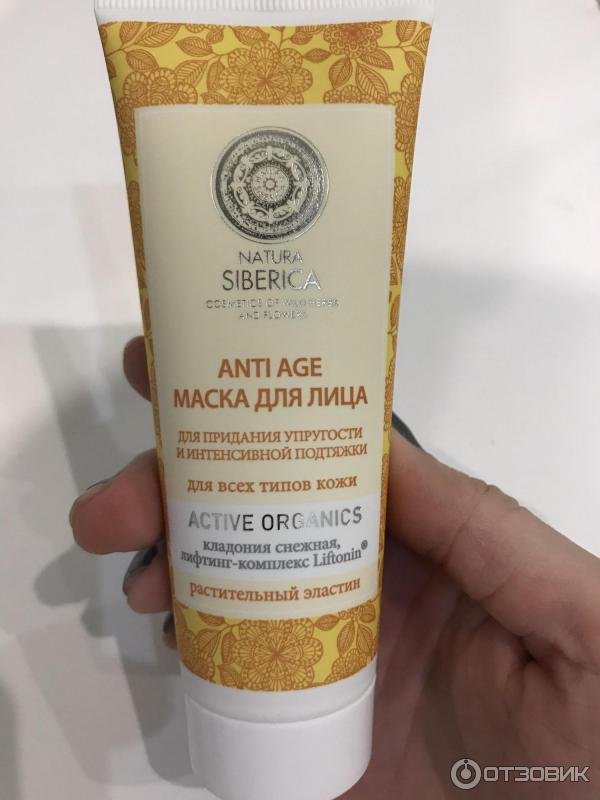 NATURA
SIBERICA
COSMETICS OF WILD HERBS
AND FLOWERS
ANTI AGE
МАСКА ДЛЯ ЛИЦА
ДЛЯ ПРИДАНИЯ УПРУГОСТИ
И ИНТЕНСИВНОЙ ПОДТЯЖКИ
для всех типов кожи
ACTIVE ORGANICS
кладония снежная,
лифтинг-комплекс Liftonin®
растительный эластин
ОТЗОВИК